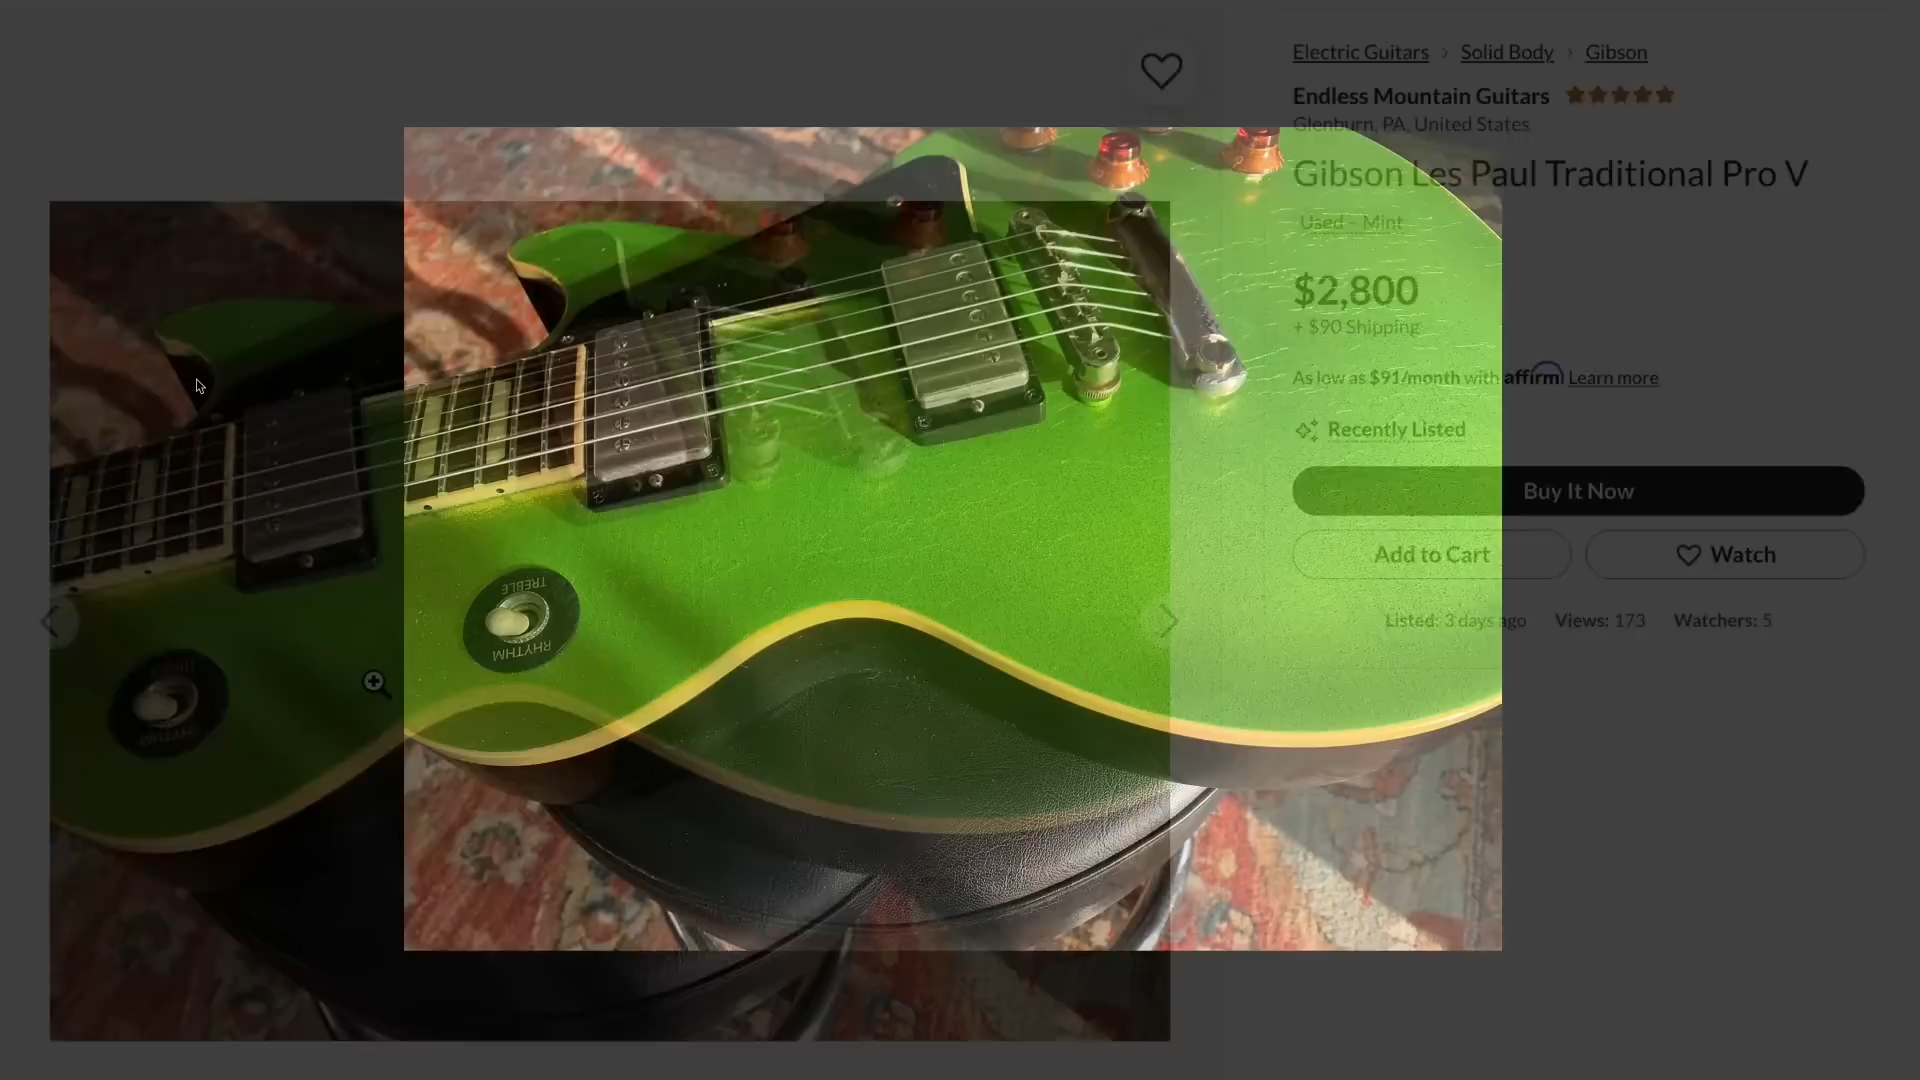 Electric Guitars › Solid Body › Gibson
Endless Mountain Guitars
Glenburn, PA, United States
Gibson Les Paul Traditional Pro V
Used – Mint
$2,800
+ $90 Shipping
As low as $91/month with affirm Learn more
Recently Listed
Buy It Now
Add to Cart
Watch
Listed: 3 days ago Views: 173 Watchers: 5
TREBLE
RHYTHM